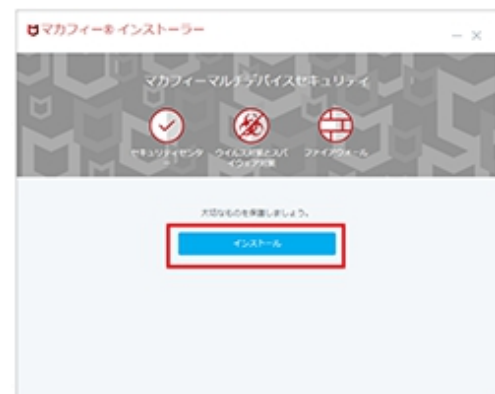 マカフィー® インストーラー
マカフィーマルチデバイスセキュリティ
セキュリティセンター
ウイルス対策とスパイウェア対策
ファイアウォール
大切なものを保護しましょう。
インストール